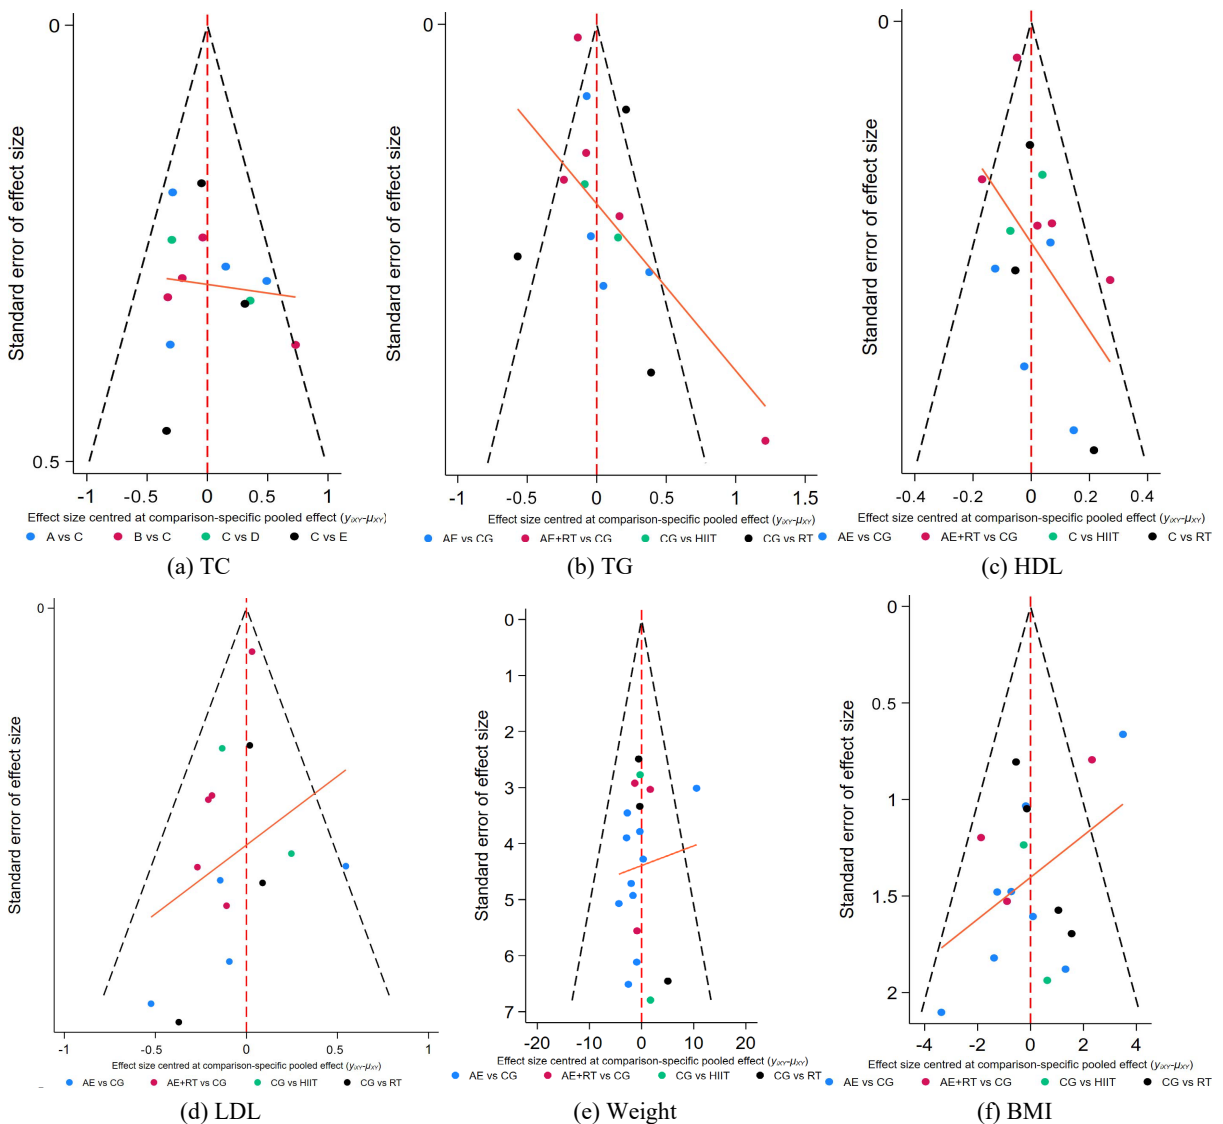 0
0.5
Standard error of effect size
-1 -0.5 0 0.5 1
Effect size centred at comparison-specific pooled effect (yiXY-μXY)
A vs C B vs C C vs D C vs E
(a) TC
0
Standard error of effect size
-1 -0.5 0 0.5 1 1.5
Effect size centred at comparison-specific pooled effect (yiXY-μXY)
AE vs CG AE+RT vs CG CG vs HIIT CG vs RT
(b) TG
0
Standard error of effect size
-0.4 -0.2 0 0.2 0.4
Effect size centred at comparison-specific pooled effect (yiXY-μXY)
AE vs CG AE+RT vs CG C vs HIIT C vs RT
(c) HDL
0
Standard error of effect size
-1 -0.5 0 0.5 1
Effect size centred at comparison-specific pooled effect (yiXY-μXY)
AE vs CG AE+RT vs CG CG vs HIIT CG vs RT
(d) LDL
0
1
2
3
4
5
6
7
Standard error of effect size
-20 -10 0 10 20
Effect size centred at comparison-specific pooled effect (yiXY-μXY)
AE vs CG AE+RT vs CG CG vs HIIT CG vs RT
(e) Weight
0
0.5
1
1.5
2
Standard error of effect size
-4 -2 0 2 4
Effect size centred at comparison-specific pooled effect (yiXY-μXY)
AE vs CG AE+RT vs CG CG vs HIIT CG vs RT
(f) BMI